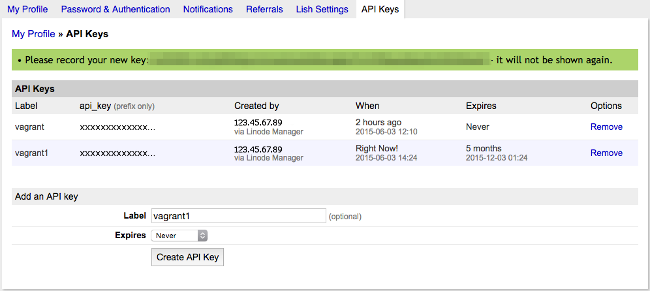 My Profile Password & Authentication Notifications Referrals Lish Settings API Keys
My Profile » API Keys
• Please record your new key: - it will not be shown again.
API Keys
Label api_key (prefix only) Created by When Expires Options
vagrant xxxxxxxxxxxxx... 123.45.67.89 2 hours ago Never Remove
via Linode Manager 2015-06-03 12:10
vagrant1 xxxxxxxxxxxxx... 123.45.67.89 Right Now! 5 months Remove
via Linode Manager 2015-06-03 14:24 2015-12-03 01:24
Add an API key
Label vagrant1 (optional)
Expires Never
Create API Key